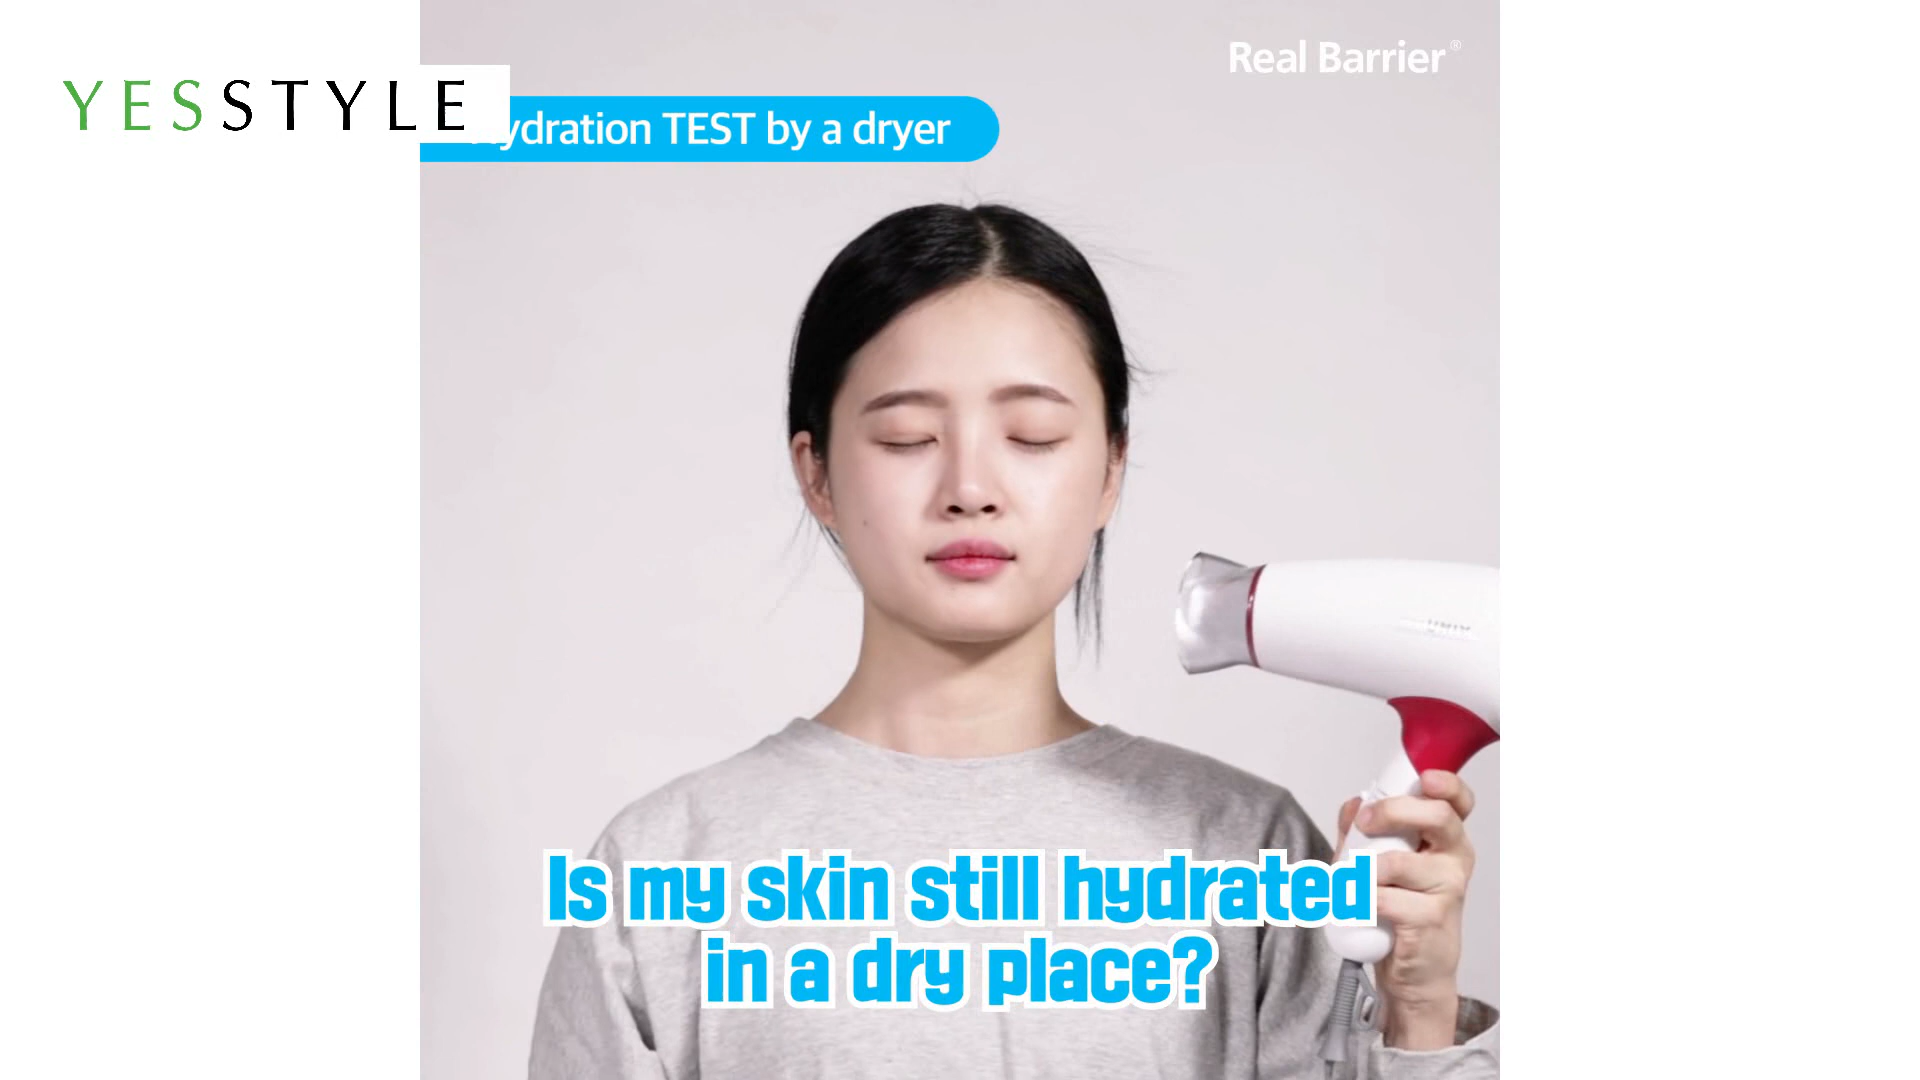 YESSTYLE
Real Barrier®
ydration TEST by a dryer
Is my skin still hydrated
in a dry place?